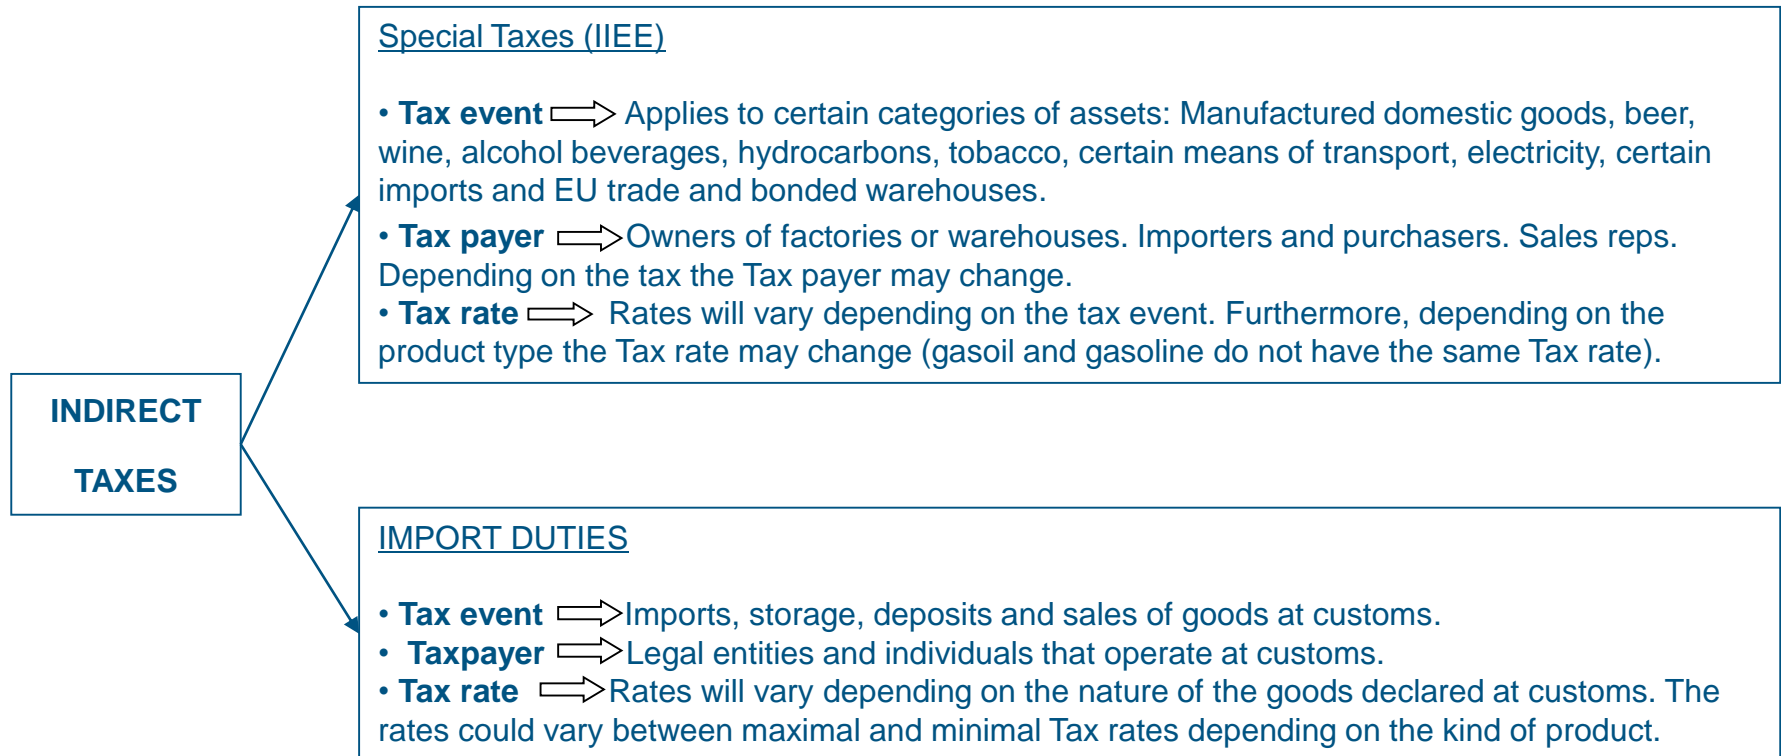 Special Taxes (IIEE)
• Tax event Applies to certain categories of assets: Manufactured domestic goods, beer,
wine, alcohol beverages, hydrocarbons, tobacco, certain means of transport, electricity, certain
imports and EU trade and bonded warehouses.
• Tax payer Owners of factories or warehouses. Importers and purchasers. Sales reps.
Depending on the tax the Tax payer may change.
• Tax rate Rates will vary depending on the tax event. Furthermore, depending on the
product type the Tax rate may change (gasoil and gasoline do not have the same Tax rate).
INDIRECT
TAXES
IMPORT DUTIES
• Tax event Imports, storage, deposits and sales of goods at customs.
• Taxpayer Legal entities and individuals that operate at customs.
• Tax rate Rates will vary depending on the nature of the goods declared at customs. The
rates could vary between maximal and minimal Tax rates depending on the kind of product.